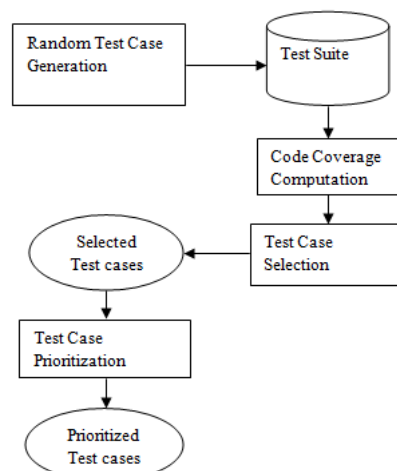 Random Test Case
Generation
Test Suite
Code Coverage
Computation
Test Case
Selection
Selected
Test cases
Test Case
Prioritization
Prioritized
Test cases